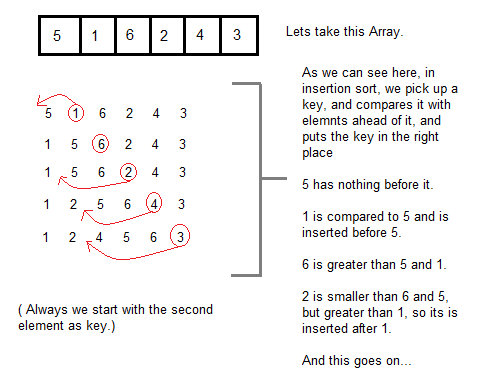 5 1 6 2 4 3
Lets take this Array.
5 1 6 2 4 3
1 5 6 2 4 3
1 5 6 2 4 3
1 2 5 6 4 3
1 2 4 5 6 3
( Always we start with the second
element as key.)
As we can see here, in
insertion sort, we pick up a
key, and compares it with
elemnts ahead of it, and
puts the key in the right
place
5 has nothing before it.
1 is compared to 5 and is
inserted before 5.
6 is greater than 5 and 1.
2 is smaller than 6 and 5,
but greater than 1, so its is
inserted after 1.
And this goes on...